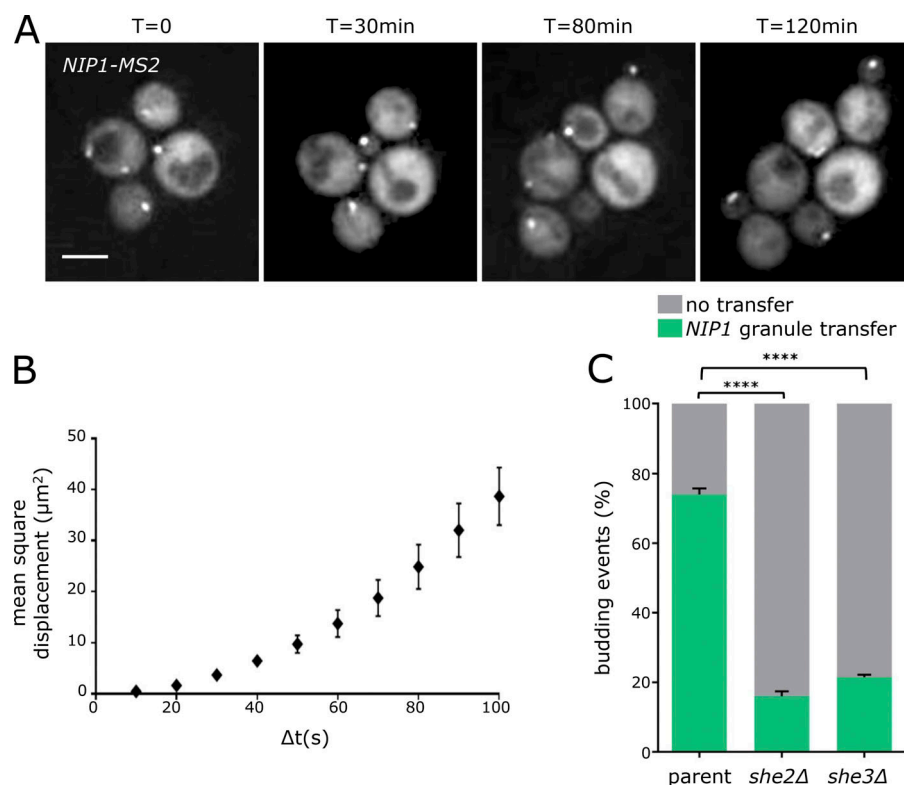 A
T=0
T=30min
T=80min
T=120min
NIP1-MS2
no transfer
NIP1 granule transfer
B
mean square
displacement (µm²)
50
40
30
20
10
0
0
20
40
60
80
100
Δt(s)
C
****
****
budding events (%)
100
80
60
40
20
0
parent
she2Δ
she3Δ